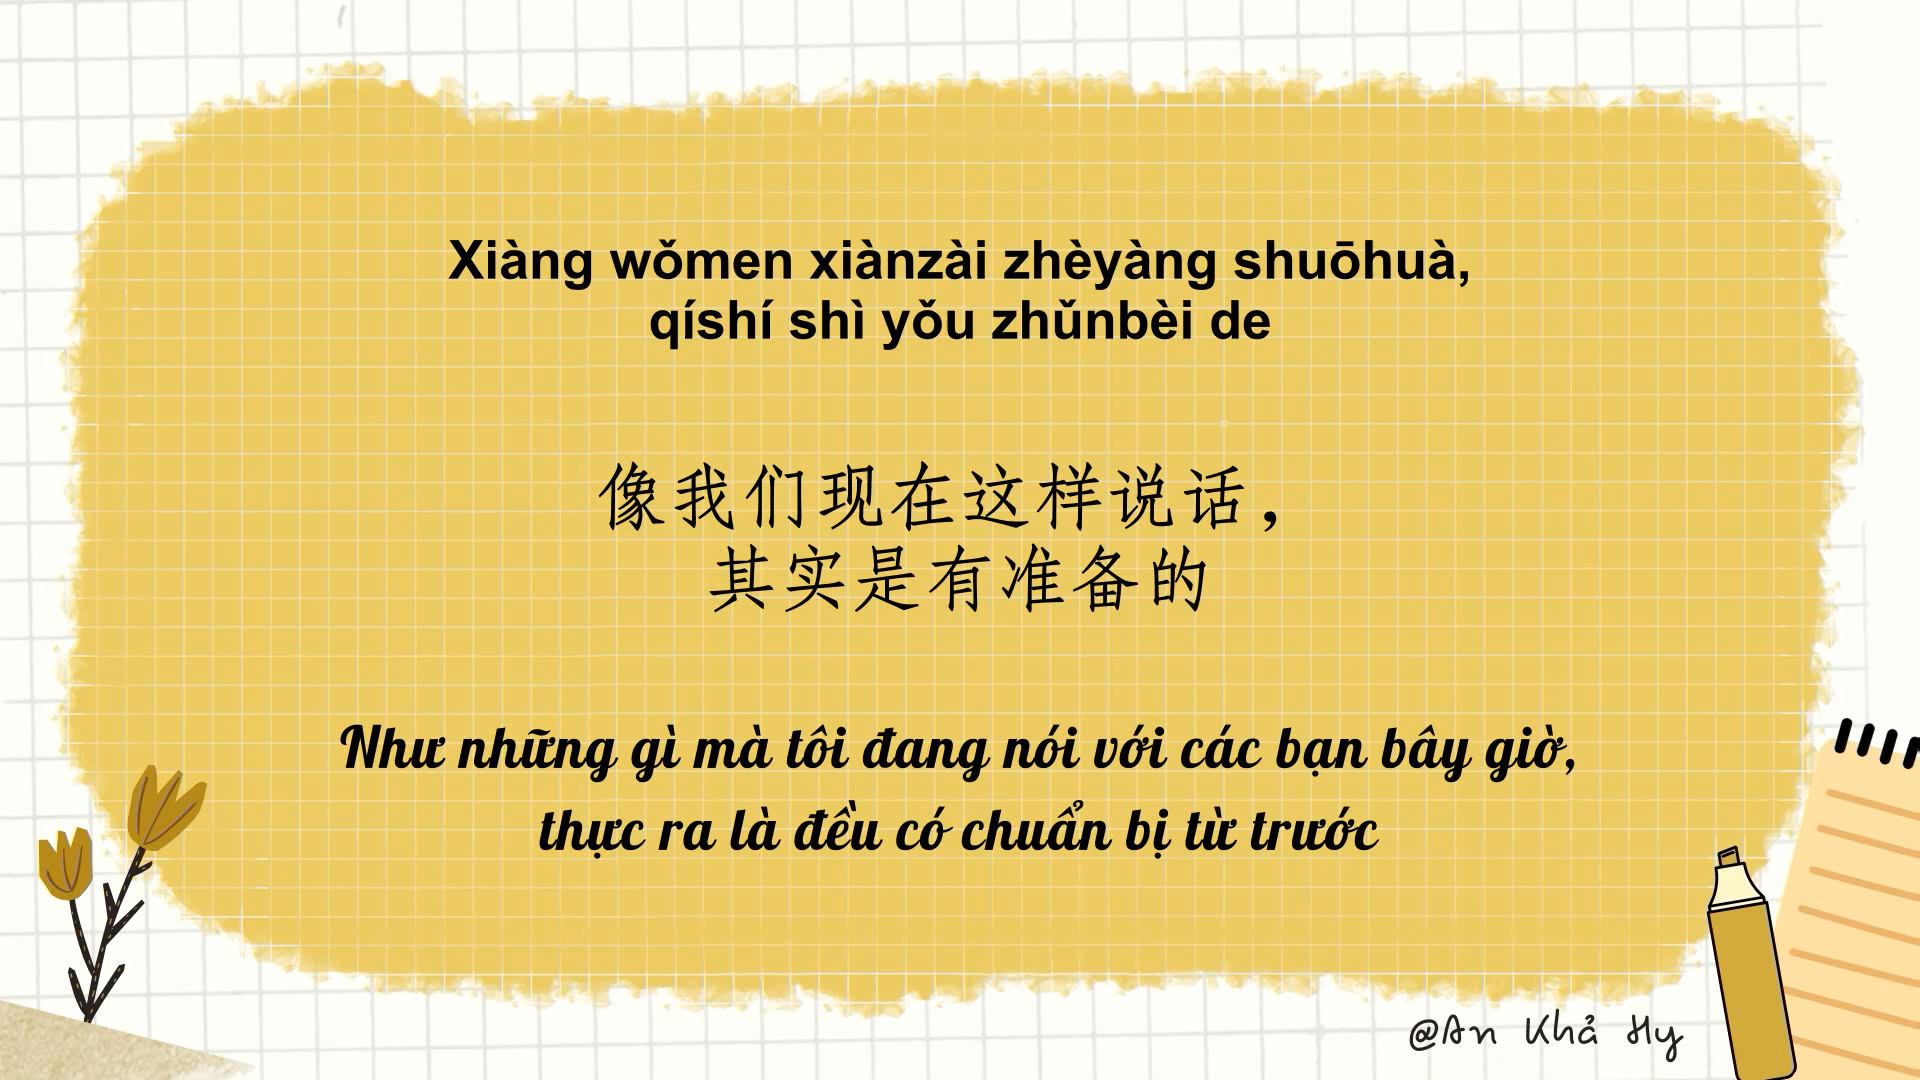 Xiàng wǒmen xiànzài zhèyàng shuōhuà,
qíshí shì yǒu zhǔnbèi de
像我们现在这样说话，
其实是有准备的
Như những gì mà tôi đang nói với các bạn bây giờ,
thực ra là đều có chuẩn bị từ trước
@An Khả Hy